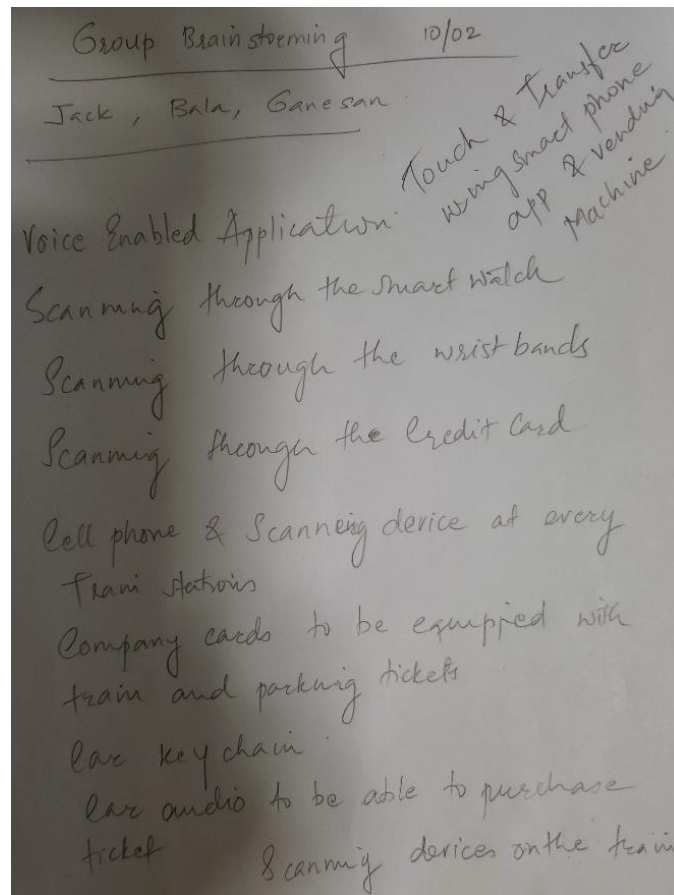 Group Brainstorming 10/02
Jack, Bala, Ganesan
Touch & Transfer
using smart phone
app & vending
Machine
Voice Enabled Application
Scanning through the smart watch
Scanning through the wrist bands
Scanning through the Credit Card
Cell phone & Scanneing device at every
Train stations
Company cards to be equippied with
train and parking tickets
Car key chain
Car audio to be able to purchase
ticket
Scanning devices on the train